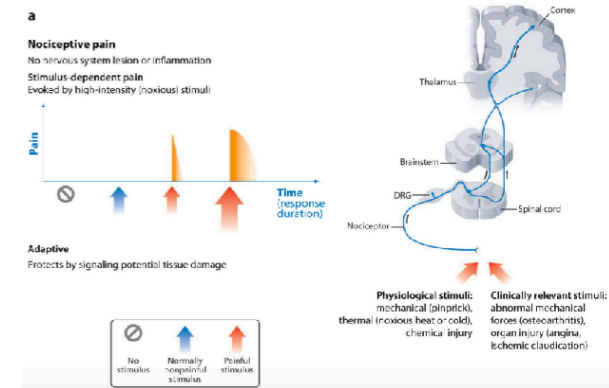 a
Nociceptive pain
No nervous system lesion or inflammation
Stimulus-dependent pain
Evoked by high-intensity (noxious) stimuli
Pain
Time
(response
duration)
Adaptive
Protects by signaling potential tissue damage
No
stimulus
Normally
nonpainful
stimulus
Painful
stimulus
Cortex
Thalamus
Brainstem
DRG
Spinal cord
Nociceptor
Physiological stimuli:
mechanical (pinprick),
thermal (noxious heat or cold),
chemical injury
Clinically relevant stimuli:
abnormal mechanical
forces (osteoarthritis),
organ injury (angina,
ischemic claudication)